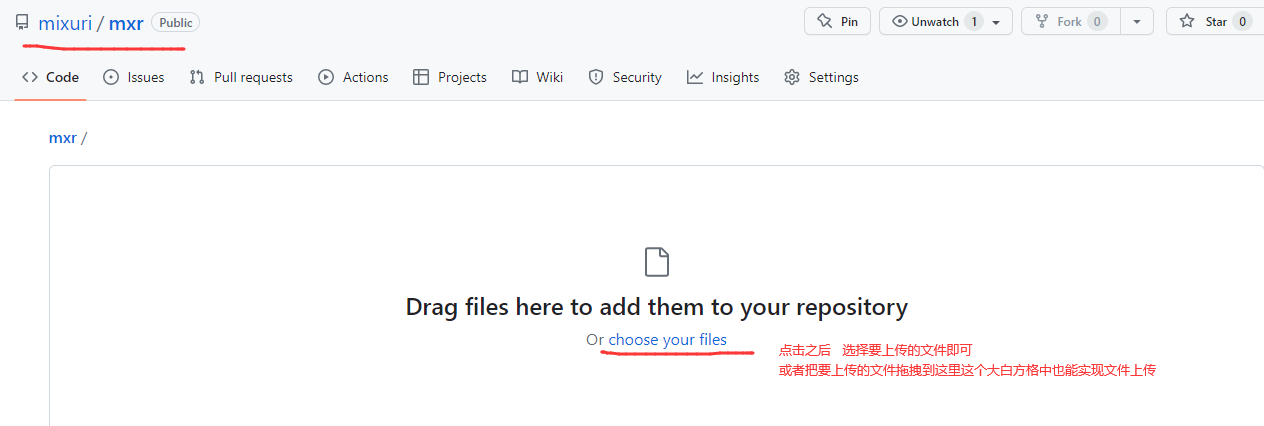 mixuri / mxr Public
Pin
Unwatch 1
Fork 0
Star 0
Code
Issues
Pull requests
Actions
Projects
Wiki
Security
Insights
Settings
mxr /
Drag files here to add them to your repository
Or choose your files
点击之后 选择要上传的文件即可
或者把要上传的文件拖拽到这里这个大白方格中也能实现文件上传